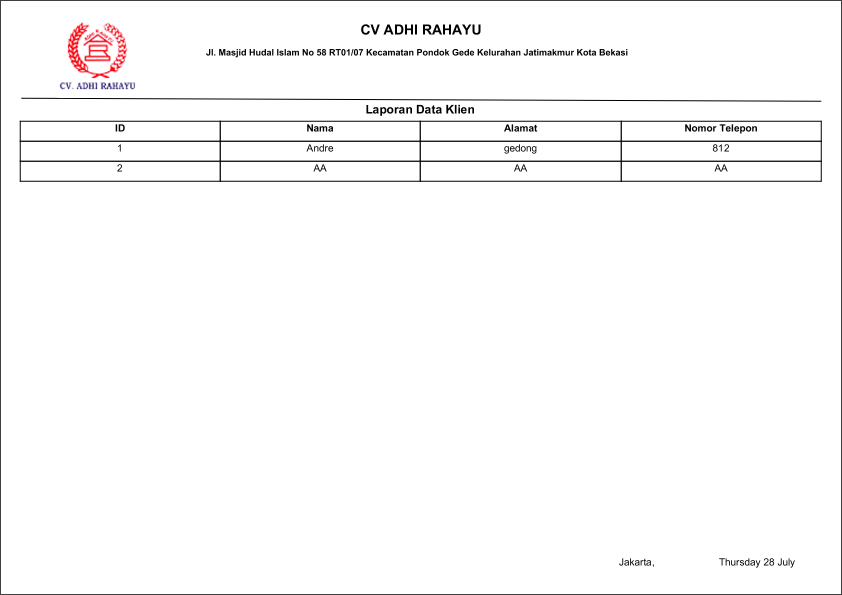 CV ADHI RAHAYU
Jl. Masjid Hudal Islam No 58 RT01/07 Kecamatan Pondok Gede Kelurahan Jatimakmur Kota Bekasi
CV. ADHI RAHAYU
Laporan Data Klien
ID Nama Alamat Nomor Telepon
1 Andre gedong 812
2 AA AA AA
Jakarta, Thursday 28 July